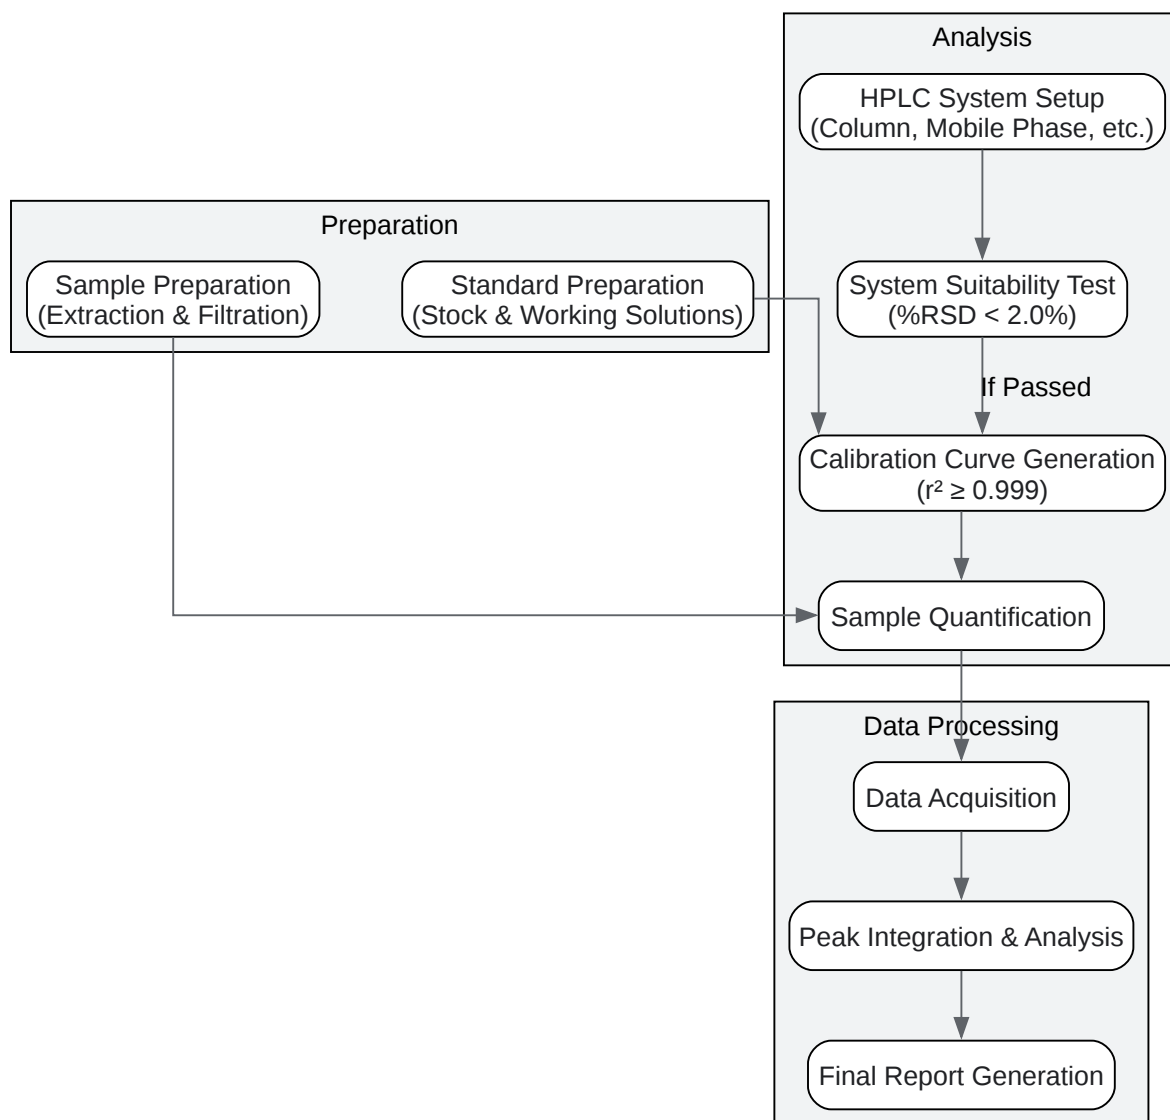 Analysis
HPLC System Setup
(Column, Mobile Phase, etc.)
Preparation
Sample Preparation
(Extraction & Filtration)
Standard Preparation
(Stock & Working Solutions)
System Suitability Test
(%RSD < 2.0%)
If Passed
Calibration Curve Generation
(r² ≥ 0.999)
Sample Quantification
Data Processing
Data Acquisition
Peak Integration & Analysis
Final Report Generation